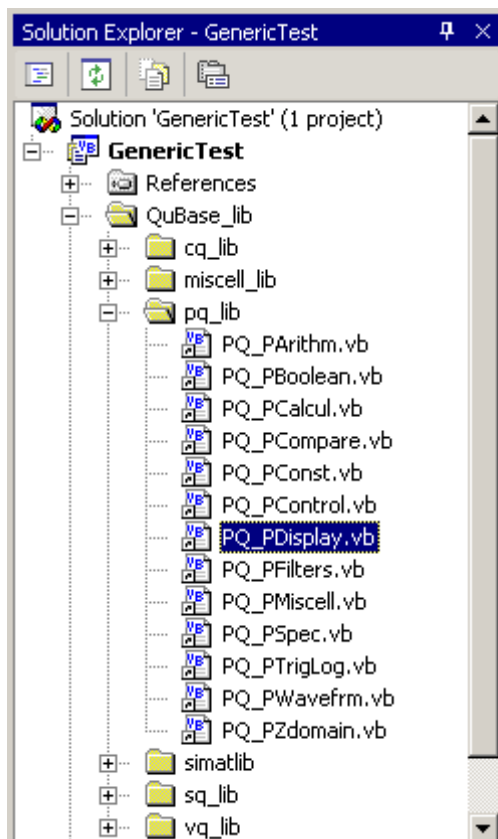 Solution Explorer - GenericTest
Solution 'GenericTest' (1 project)
GenericTest
References
QuBase_lib
cq_lib
miscell_lib
pq_lib
PQ_PArithm.vb
PQ_PBoolean.vb
PQ_PCalcul.vb
PQ_PCompare.vb
PQ_PConst.vb
PQ_PControl.vb
PQ_PDisplay.vb
PQ_PFilters.vb
PQ_PMiscell.vb
PQ_PSpec.vb
PQ_PTrigLog.vb
PQ_PWavefrm.vb
PQ_PZdomain.vb
simatlib
sq_lib
vq_lib